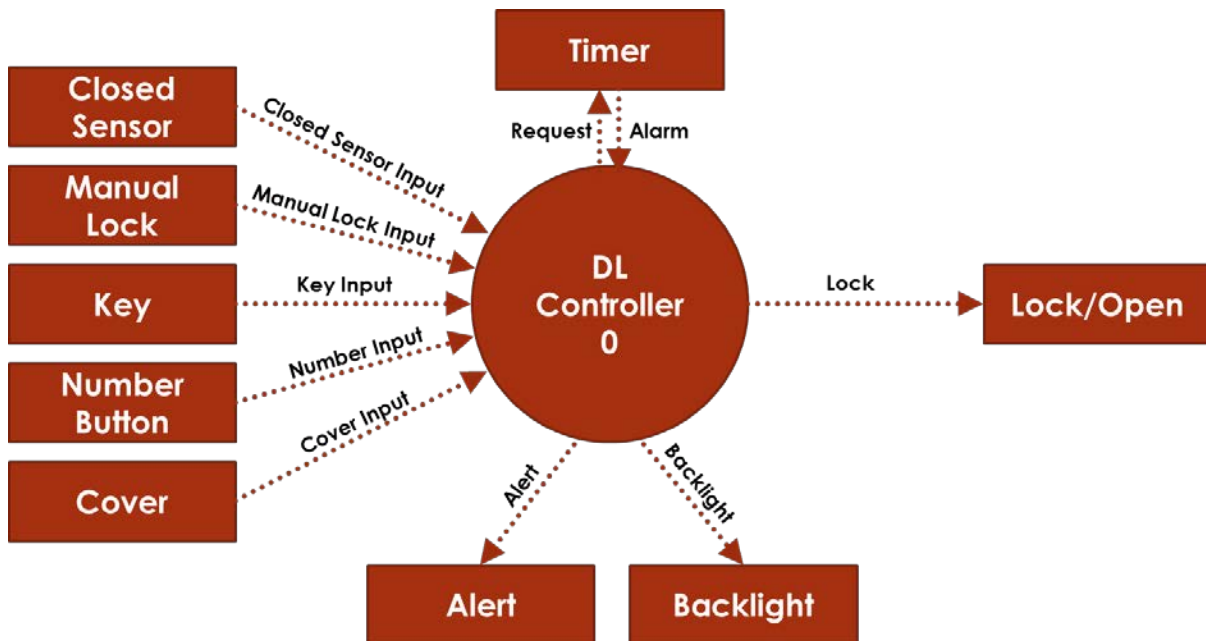 Timer
Closed
Sensor
Closed Sensor Input
Request
Alarm
Manual
Lock
Manual Lock Input
Key
Key Input
DL
Controller
0
Lock
Lock/Open
Number
Button
Number Input
Cover
Cover Input
Alert
Backlight
Alert
Backlight